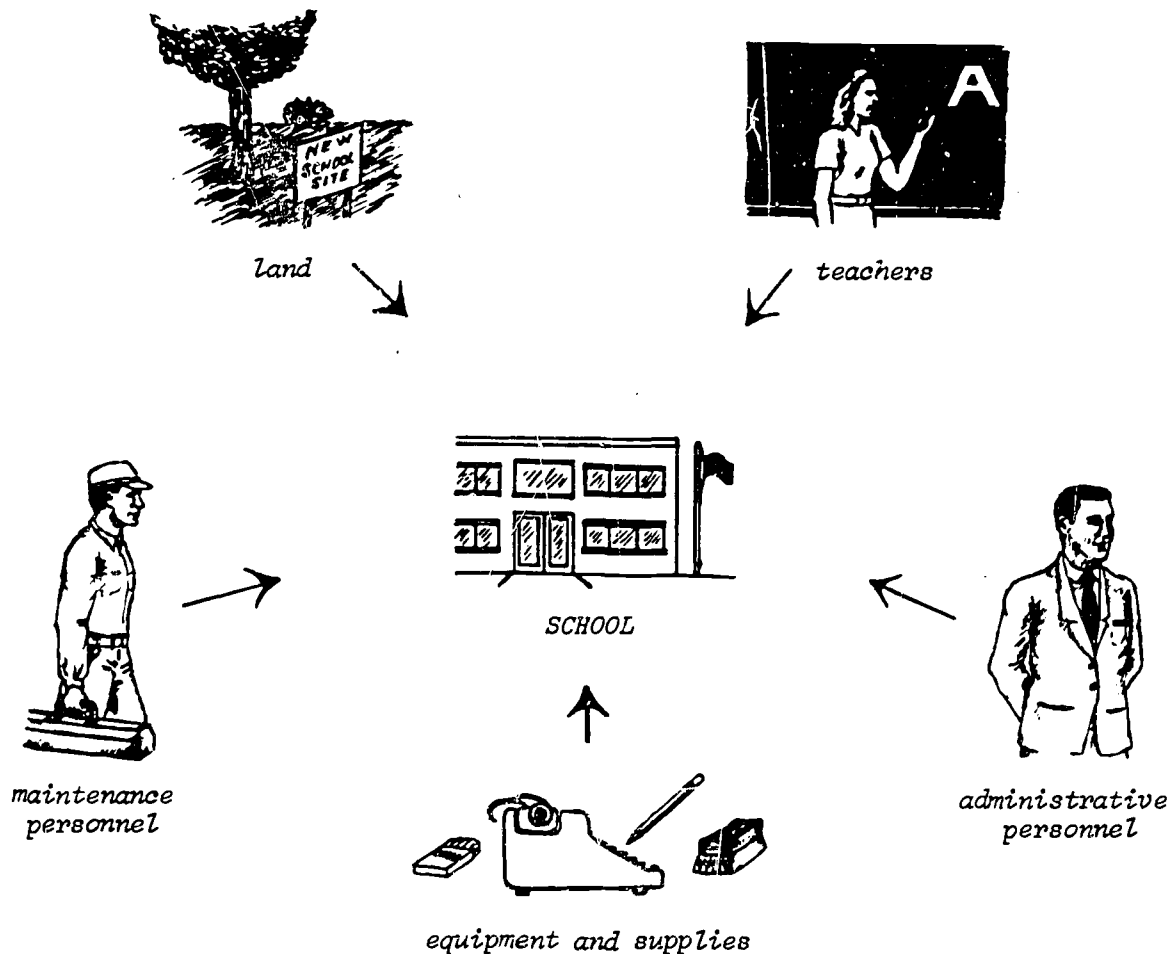 NEW
SCHOOL
SITE
A
land
teachers
SCHOOL
maintenance
personnel
administrative
personnel
equipment and supplies